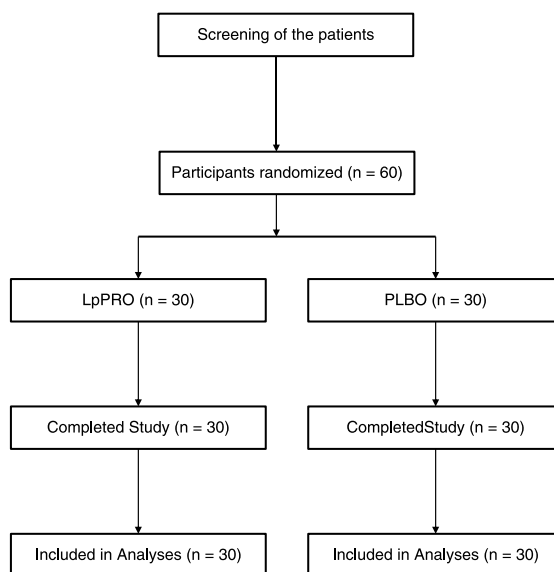 Screening of the patients
Participants randomized (n = 60)
LpPRO (n = 30)
PLBO (n = 30)
Completed Study (n = 30)
CompletedStudy (n = 30)
Included in Analyses (n = 30)
Included in Analyses (n = 30)